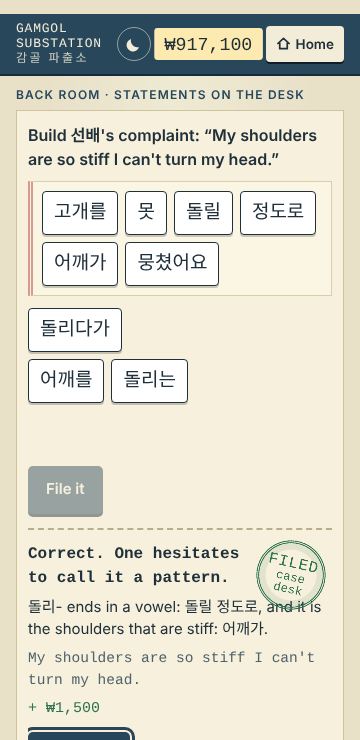 GAMGOL
SUBSTATION
감골 파출소
₩917,100
Home
BACK ROOM · STATEMENTS ON THE DESK
Build 선배's complaint: “My shoulders
are so stiff I can't turn my head.”
고개를 못 돌릴 정도로
어깨가 뭉쳤어요
돌리다가
어깨를 돌리는
File it
Correct. One hesitates
to call it a pattern.
FILED
case
desk
돌리- ends in a vowel: 돌릴 정도로, and it is
the shoulders that are stiff: 어깨가.
My shoulders are so stiff I can't
turn my head.
+ ₩1,500